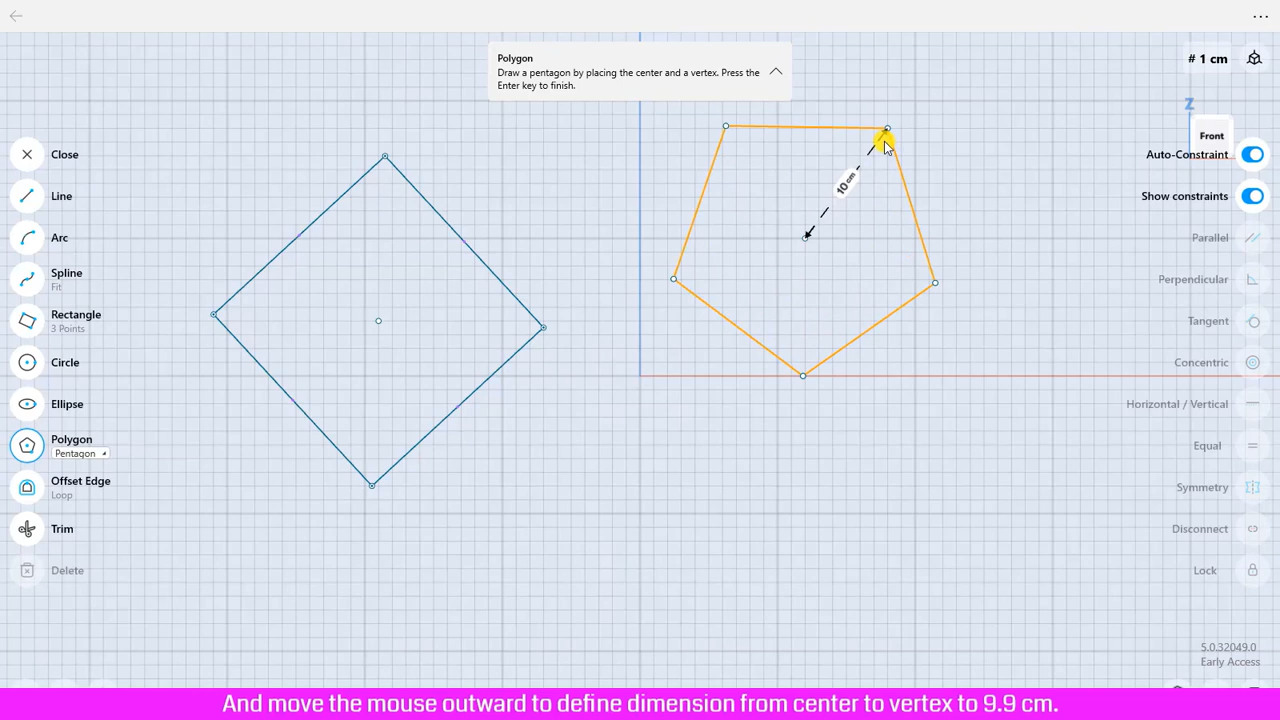 Polygon
Draw a pentagon by placing the center and a vertex. Press the
Enter key to finish.
# 1 cm
Z
Front
Close
Auto-Constraint
Line
Show constraints
10 cm
Arc
Parallel
Spline
Fit
Perpendicular
Rectangle
3 Points
Tangent
Circle
Concentric
Ellipse
Horizontal / Vertical
Polygon
Pentagon
Equal
Offset Edge
Loop
Symmetry
Trim
Disconnect
Delete
Lock
5.0.32049.0
Early Access
And move the mouse outward to define dimension from center to vertex to 9.9 cm.